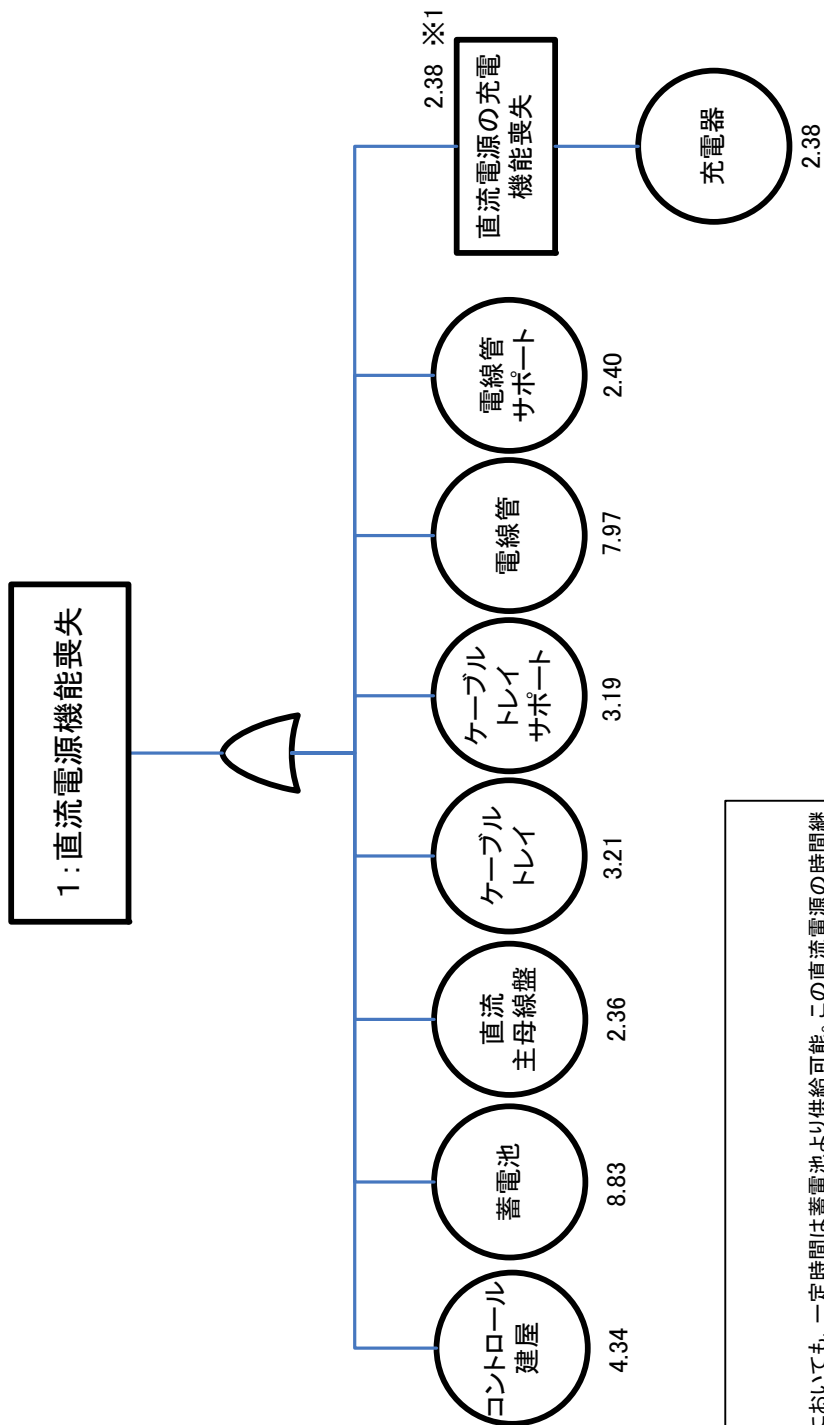 1:直流電源機能喪失
コントロール
建屋
4.34
蓄電池
8.83
直流
主母線盤
2.36
ケーブル
トレイ
3.21
ケーブル
トレイ
サポート
3.19
電線管
7.97
電線管
サポート
2.40
2.38 ※1
直流電源の充電
機能喪失
充電器
2.38
においても、一定時間は蓄電池より供給可能。この直流電源の時間継